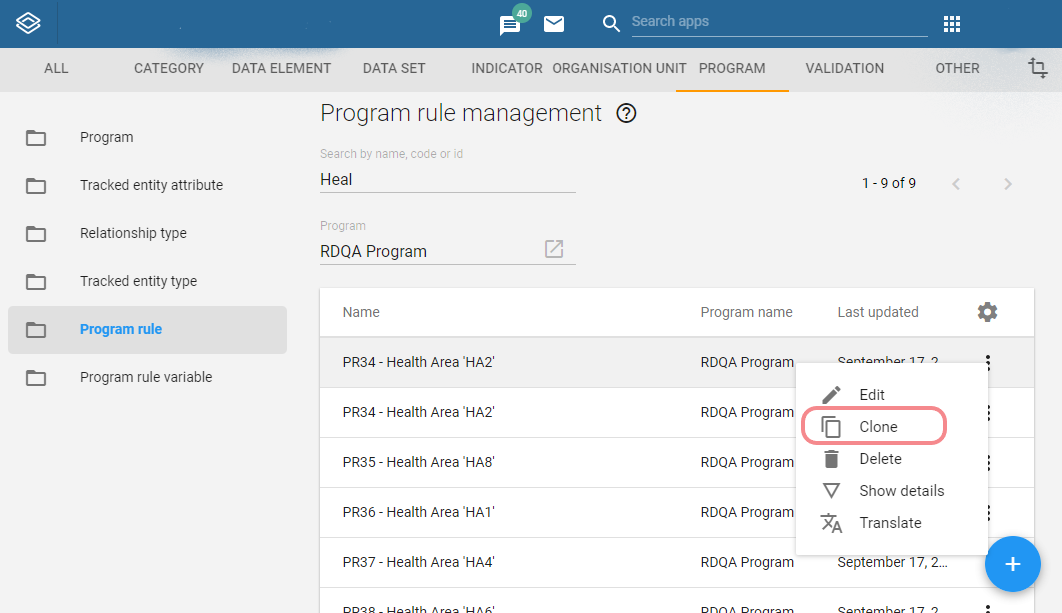 40
Search apps
ALL CATEGORY DATA ELEMENT DATA SET INDICATOR ORGANISATION UNIT PROGRAM VALIDATION OTHER
Program rule management
Program
Search by name, code or id
Tracked entity attribute
Heal
1 - 9 of 9
Relationship type
Program
RDQA Program
Tracked entity type
Name Program name Last updated
Program rule
PR34 - Health Area 'HA2' RDQA Program September 17, 2...
Program rule variable
Edit
PR34 - Health Area 'HA2' RDQA Program
Clone
PR35 - Health Area 'HA8' RDQA Program
Delete
Show details
PR36 - Health Area 'HA1' RDQA Program
Translate
PR37 - Health Area 'HA4' RDQA Program September 17, 2...
PR38 - Health Area 'HA6' RDQA Program September 17, 2...